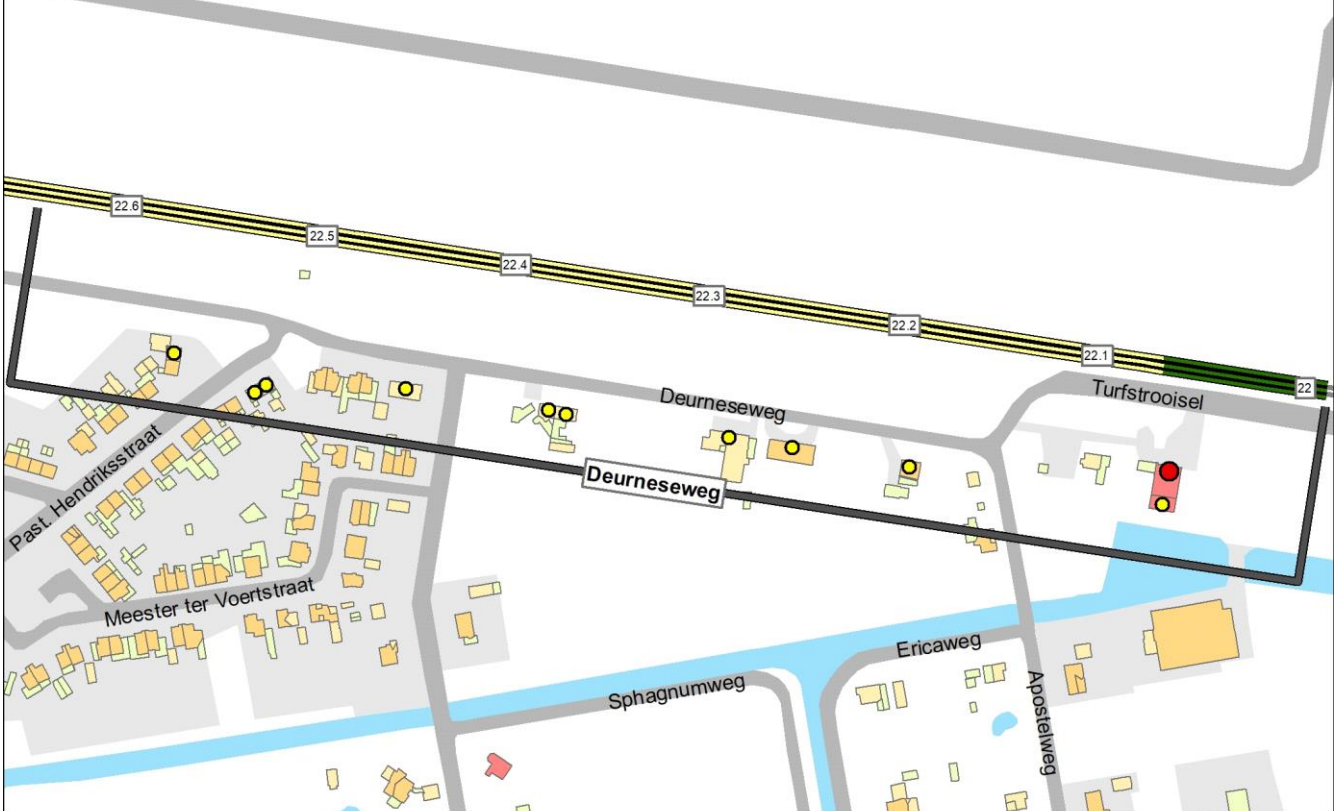 22.6
22.5
22.4
22.3
22.2
22.1
22
Turfstrooisel
Deurneseweg
Deurneseweg
Past. Hendriksstraat
Meester ter Voertstraat
Ericaweg
Sphagnumweg
Apostelweg